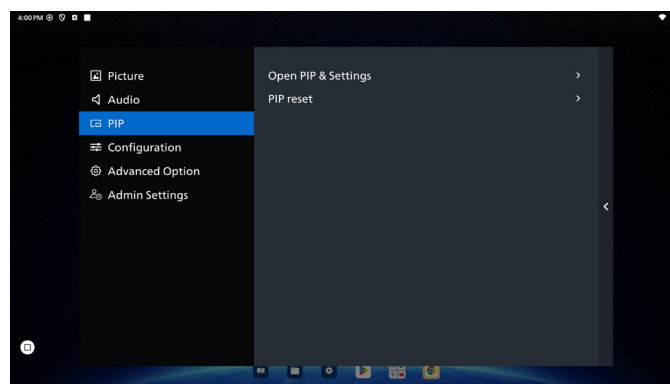 4:00 PM
Picture
Audio
PIP
Configuration
Advanced Option
Admin Settings
Open PIP & Settings
PIP reset